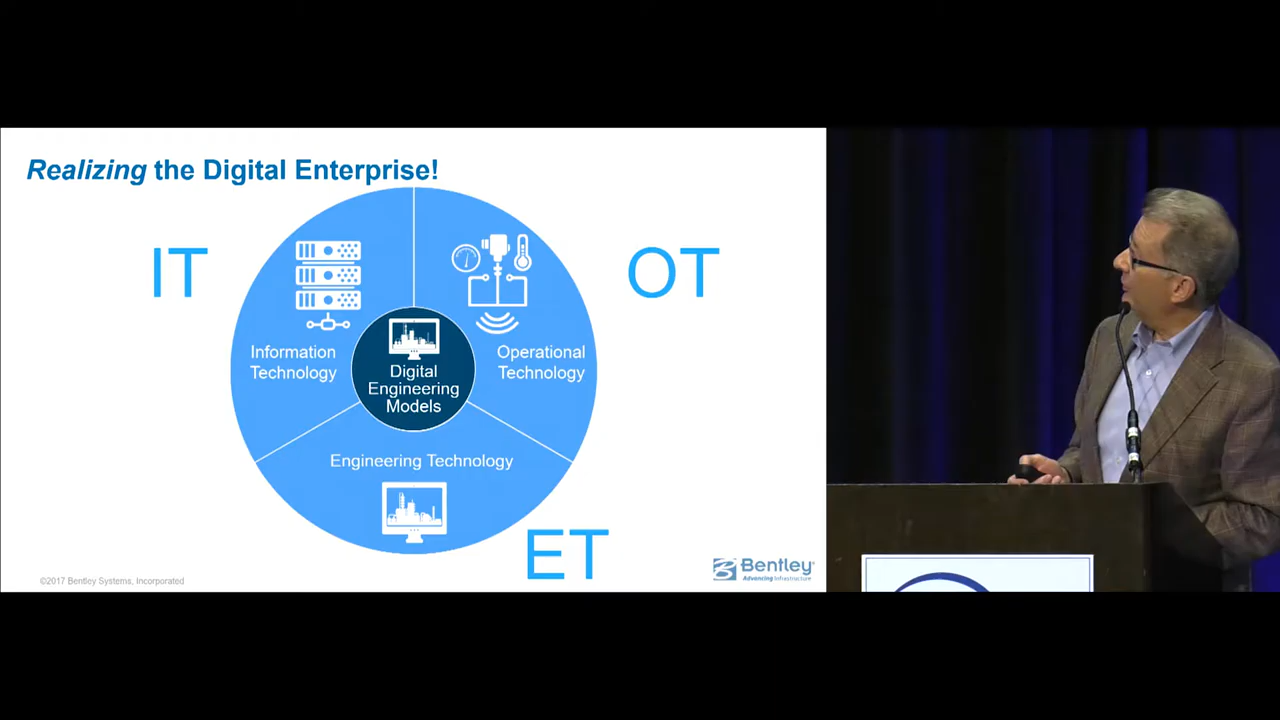 Realizing the Digital Enterprise!
IT
OT
Information
Technology
Operational
Technology
Digital
Engineering
Models
Engineering Technology
ET
©2017 Bentley Systems, Incorporated
Bentley®
Advancing Infrastructure